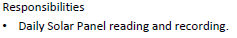 Responsibilities
• Daily Solar Panel reading and recording.